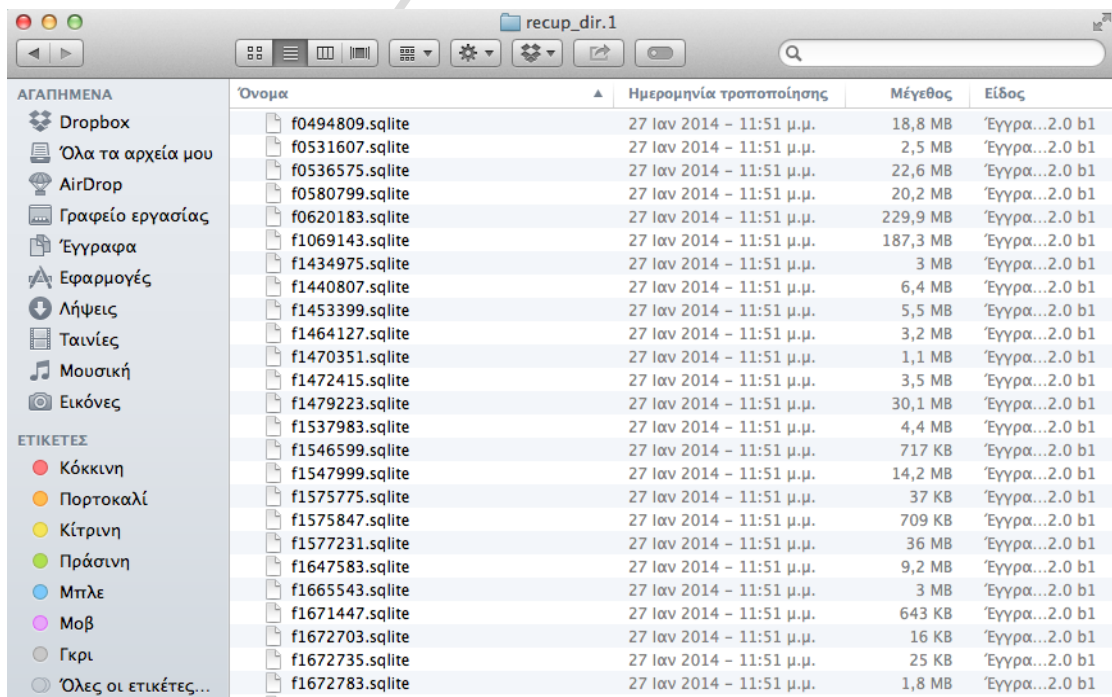 recup_dir.1
ΑΓΑΠΗΜΕΝΑ
Dropbox
Όλα τα αρχεία μου
AirDrop
Γραφείο εργασίας
Έγγραφα
Εφαρμογές
Λήψεις
Ταινίες
Μουσική
Εικόνες
ΕΤΙΚΕΤΕΣ
Κόκκινη
Πορτοκαλί
Κίτρινη
Πράσινη
Μπλε
Μοβ
Γκρι
Όλες οι ετικέτες...
Όνομα Ημερομηνία τροποποίησης Μέγεθος Είδος
f0494809.sqlite 27 Ιαν 2014 – 11:51 μ.μ. 18,8 MB Έγγρα...2.0 b1
f0531607.sqlite 27 Ιαν 2014 – 11:51 μ.μ. 2,5 MB Έγγρα...2.0 b1
f0536575.sqlite 27 Ιαν 2014 – 11:51 μ.μ. 22,6 MB Έγγρα...2.0 b1
f0580799.sqlite 27 Ιαν 2014 – 11:51 μ.μ. 20,2 MB Έγγρα...2.0 b1
f0620183.sqlite 27 Ιαν 2014 – 11:51 μ.μ. 229,9 MB Έγγρα...2.0 b1
f1069143.sqlite 27 Ιαν 2014 – 11:51 μ.μ. 187,3 MB Έγγρα...2.0 b1
f1434975.sqlite 27 Ιαν 2014 – 11:51 μ.μ. 3 MB Έγγρα...2.0 b1
f1440807.sqlite 27 Ιαν 2014 – 11:51 μ.μ. 6,4 MB Έγγρα...2.0 b1
f1453399.sqlite 27 Ιαν 2014 – 11:51 μ.μ. 5,5 MB Έγγρα...2.0 b1
f1464127.sqlite 27 Ιαν 2014 – 11:51 μ.μ. 3,2 MB Έγγρα...2.0 b1
f1470351.sqlite 27 Ιαν 2014 – 11:51 μ.μ. 1,1 MB Έγγρα...2.0 b1
f1472415.sqlite 27 Ιαν 2014 – 11:51 μ.μ. 3,5 MB Έγγρα...2.0 b1
f1479223.sqlite 27 Ιαν 2014 – 11:51 μ.μ. 30,1 MB Έγγρα...2.0 b1
f1537983.sqlite 27 Ιαν 2014 – 11:51 μ.μ. 4,4 MB Έγγρα...2.0 b1
f1546599.sqlite 27 Ιαν 2014 – 11:51 μ.μ. 717 KB Έγγρα...2.0 b1
f1547999.sqlite 27 Ιαν 2014 – 11:51 μ.μ. 14,2 MB Έγγρα...2.0 b1
f1575775.sqlite 27 Ιαν 2014 – 11:51 μ.μ. 37 KB Έγγρα...2.0 b1
f1575847.sqlite 27 Ιαν 2014 – 11:51 μ.μ. 709 KB Έγγρα...2.0 b1
f1577231.sqlite 27 Ιαν 2014 – 11:51 μ.μ. 36 MB Έγγρα...2.0 b1
f1647583.sqlite 27 Ιαν 2014 – 11:51 μ.μ. 9,2 MB Έγγρα...2.0 b1
f1665543.sqlite 27 Ιαν 2014 – 11:51 μ.μ. 3 MB Έγγρα...2.0 b1
f1671447.sqlite 27 Ιαν 2014 – 11:51 μ.μ. 643 KB Έγγρα...2.0 b1
f1672703.sqlite 27 Ιαν 2014 – 11:51 μ.μ. 16 KB Έγγρα...2.0 b1
f1672735.sqlite 27 Ιαν 2014 – 11:51 μ.μ. 25 KB Έγγρα...2.0 b1
f1672783.sqlite 27 Ιαν 2014 – 11:51 μ.μ. 1,8 MB Έγγρα...2.0 b1